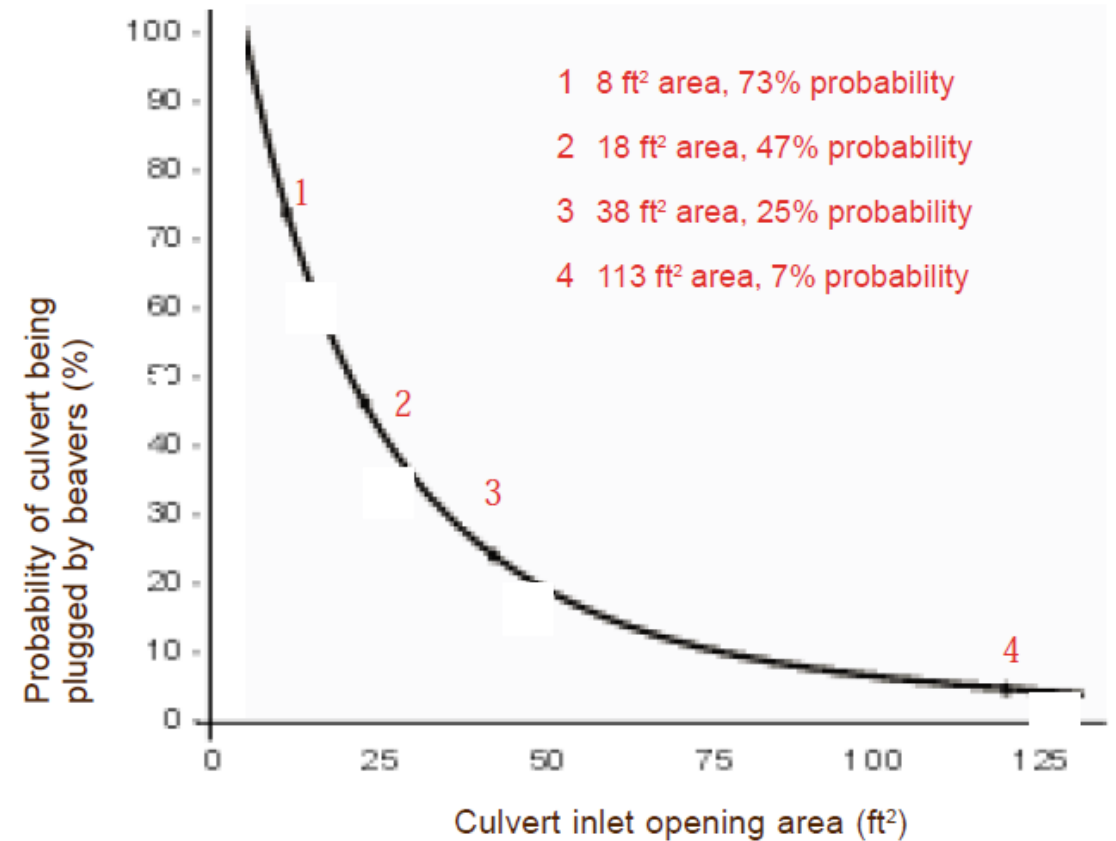 100
90
80
70
60
40
30
20
10
0
1 8 ft² area, 73% probability
2 18 ft² area, 47% probability
3 38 ft² area, 25% probability
4 113 ft² area, 7% probability
1
2
3
4
Probability of culvert being
plugged by beavers (%)
0 25 50 75 100 125
Culvert inlet opening area (ft²)